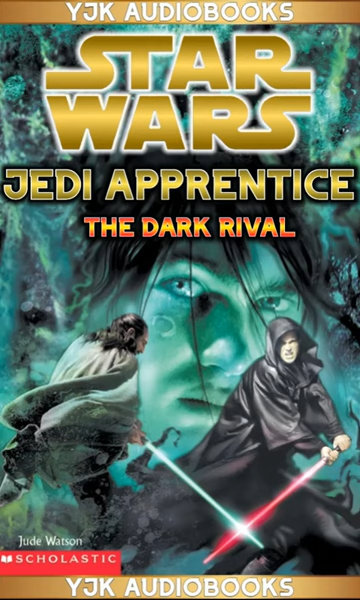 YJK AUDIOBOOKS
STAR
WARS
JEDI APPRENTICE
THE DARK RIVAL
Jude Watson
SCHOLASTIC
YJK AUDIOBOOKS